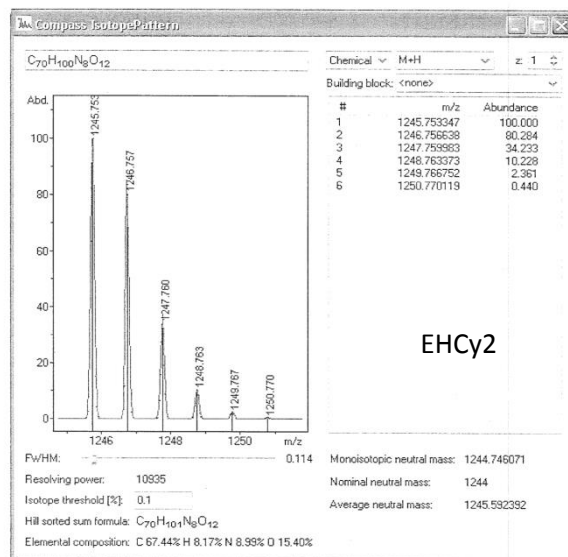 Compass IsotopePattern
C70H100N8O12
Chemical M+H z: 1
Building block: <none>
# m/z Abundance
1 1245.753347 100.000
2 1246.756638 80.284
3 1247.759983 34.233
4 1248.763373 10.228
5 1249.766752 2.361
6 1250.770119 0.440
Abd.
100
80
60
40
20
0
1245.753
1246.757
1247.760
1248.763
1249.767
1250.770
1246 1248 1250 m/z
EHCy2
FWHM: 0.114
Resolving power: 10935
Isotope threshold [%]: 0.1
Hill sorted sum formula: C70H101N8O12
Elemental composition: C 67.44% H 8.17% N 8.99% O 15.40%
Monoisotopic neutral mass: 1244.746071
Nominal neutral mass: 1244
Average neutral mass: 1245.592392